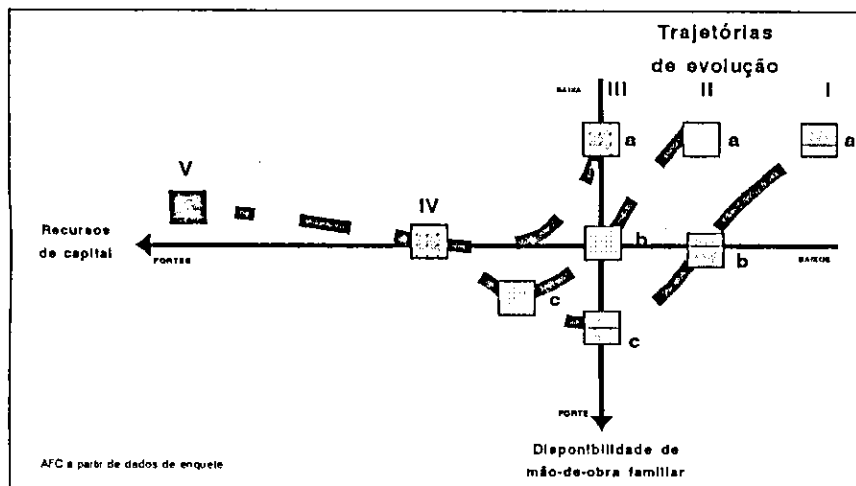 Trajetórias
de evolução
BAIXA
III
II
I
a
a
a
V
IV
Recursos
de capital
FORTES
b
b
BAIXOS
c
c
FORTE
Disponibilidade de
mão-de-obra familiar
AFC a partir de dados de enquete